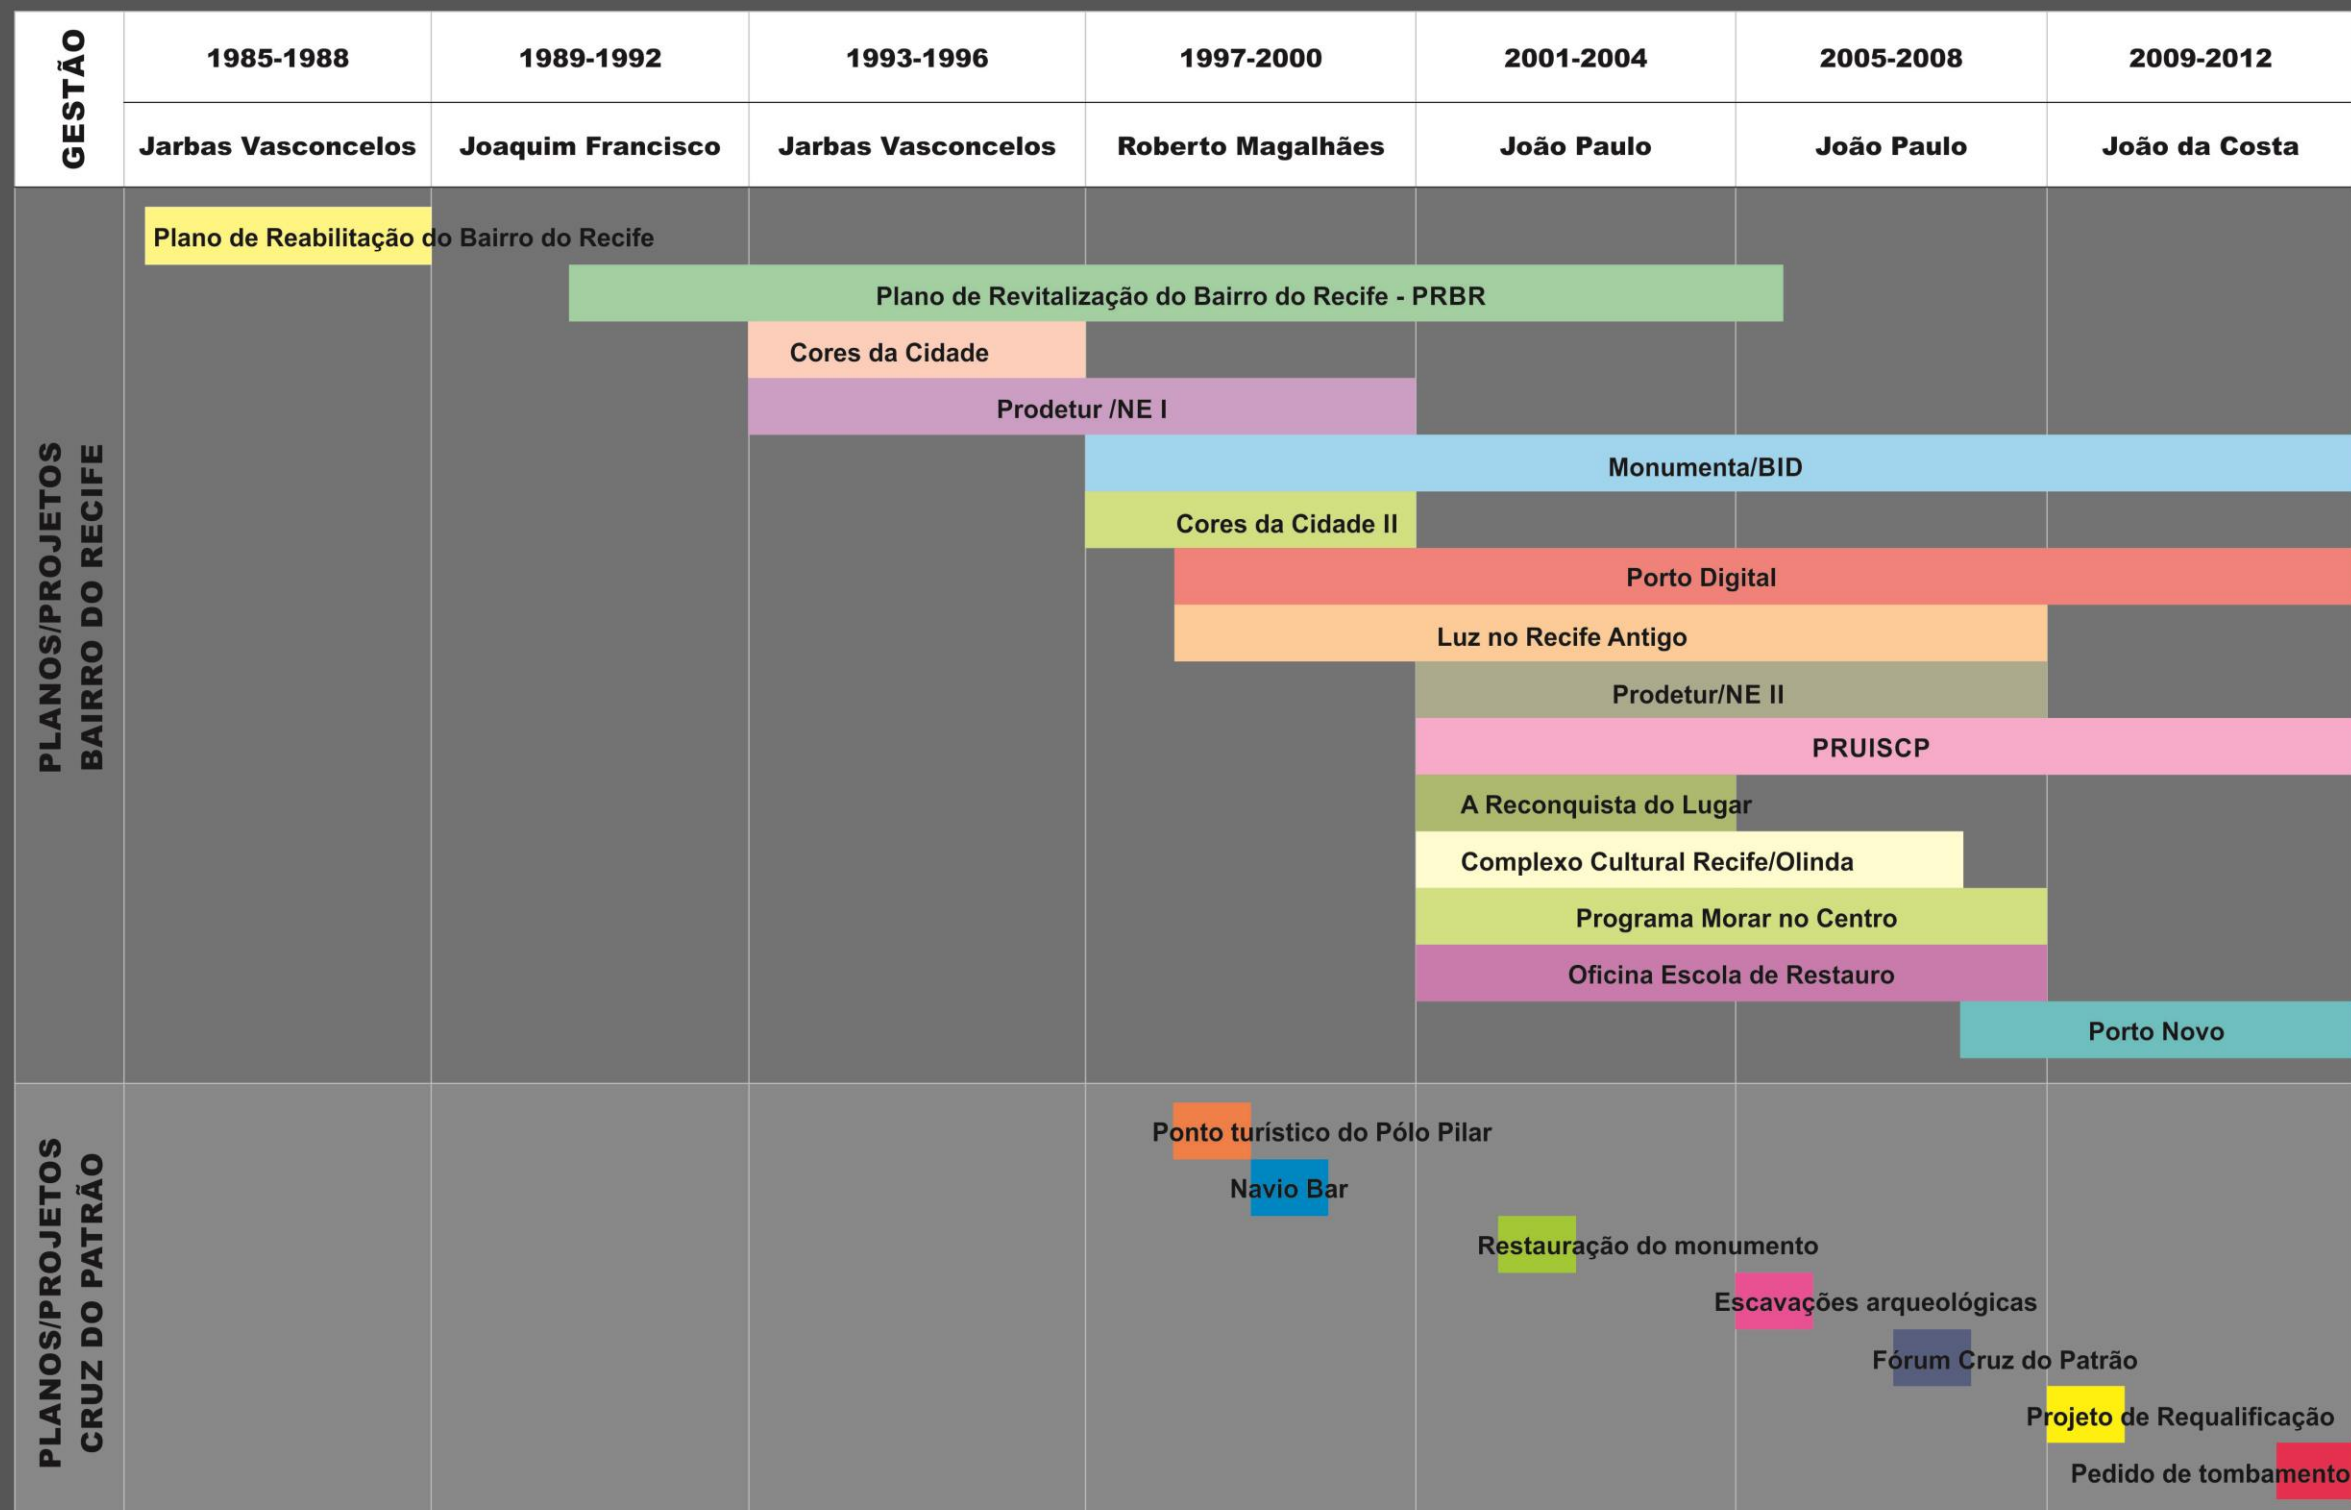 GESTÃO
1985-1988
1989-1992
1993-1996
1997-2000
2001-2004
2005-2008
2009-2012
Jarbas Vasconcelos
Joaquim Francisco
Jarbas Vasconcelos
Roberto Magalhães
João Paulo
João Paulo
João da Costa
PLANOS/PROJETOS
BAIRRO DO RECIFE
Plano de Reabilitação do Bairro do Recife
Plano de Revitalização do Bairro do Recife - PRBR
Cores da Cidade
Prodetur /NE I
Monumenta/BID
Cores da Cidade II
Porto Digital
Luz no Recife Antigo
Prodetur/NE II
PRUISCP
A Reconquista do Lugar
Complexo Cultural Recife/Olinda
Programa Morar no Centro
Oficina Escola de Restauro
Porto Novo
PLANOS/PROJETOS
CRUZ DO PATRÃO
Ponto turístico do Pólo Pilar
Navio Bar
Restauração do monumento
Escavações arqueológicas
Fórum Cruz do Patrão
Projeto de Requalificação
Pedido de tombamento